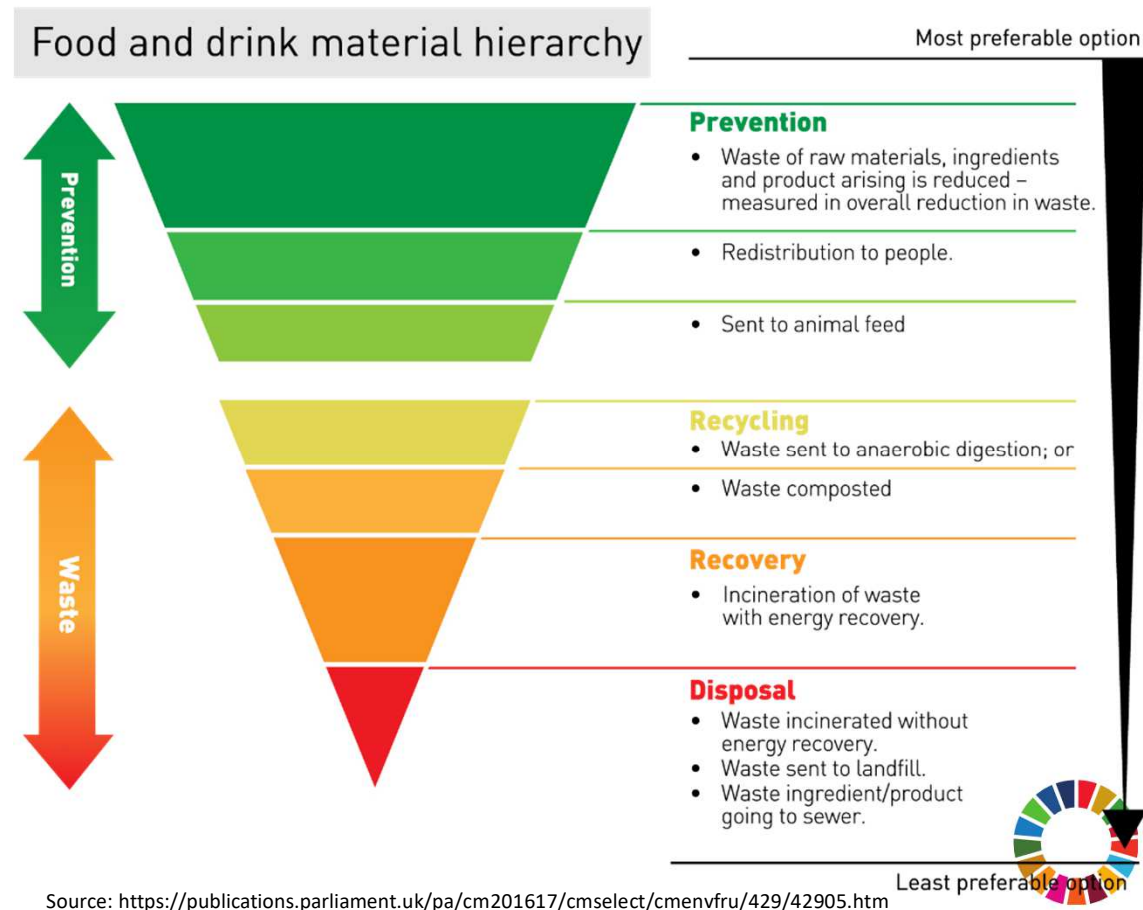 Food and drink material hierarchy
Most preferable option
Prevention
Prevention
• Waste of raw materials, ingredients
and product arising is reduced –
measured in overall reduction in waste.
• Redistribution to people.
• Sent to animal feed
Waste
Recycling
• Waste sent to anaerobic digestion; or
• Waste composted
Recovery
• Incineration of waste
with energy recovery.
Disposal
• Waste incinerated without
energy recovery.
• Waste sent to landfill.
• Waste ingredient/product
going to sewer.
Least preferable option
Source: https://publications.parliament.uk/pa/cm201617/cmselect/cmenvfru/429/42905.htm